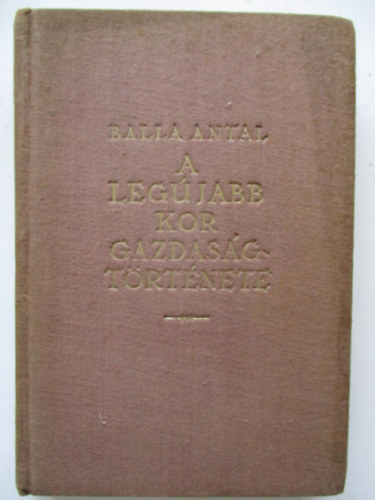 BALLA ANTAL
A
LEGÚJABB
KOR
GAZDASÁG-
TÖRTÉNETE